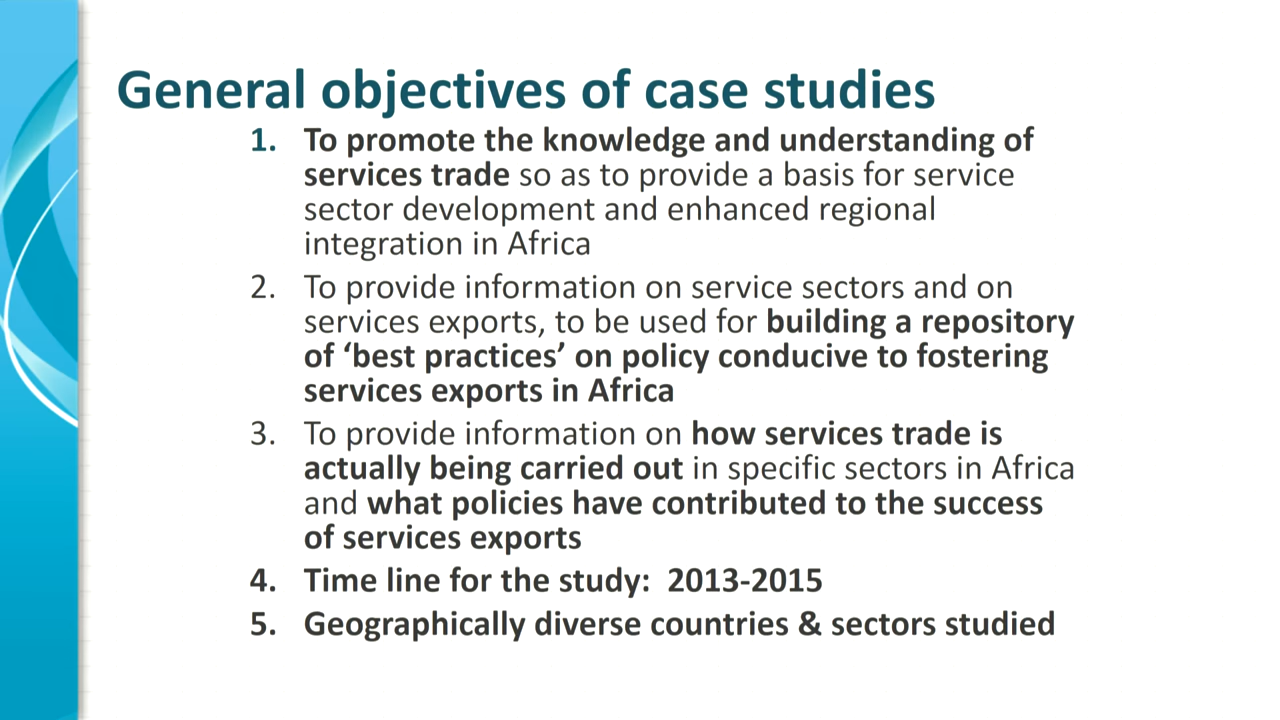 General objectives of case studies
1. To promote the knowledge and understanding of
services trade so as to provide a basis for service
sector development and enhanced regional
integration in Africa
2. To provide information on service sectors and on
services exports, to be used for building a repository
of ‘best practices’ on policy conducive to fostering
services exports in Africa
3. To provide information on how services trade is
actually being carried out in specific sectors in Africa
and what policies have contributed to the success
of services exports
4. Time line for the study:  2013-2015
5. Geographically diverse countries & sectors studied